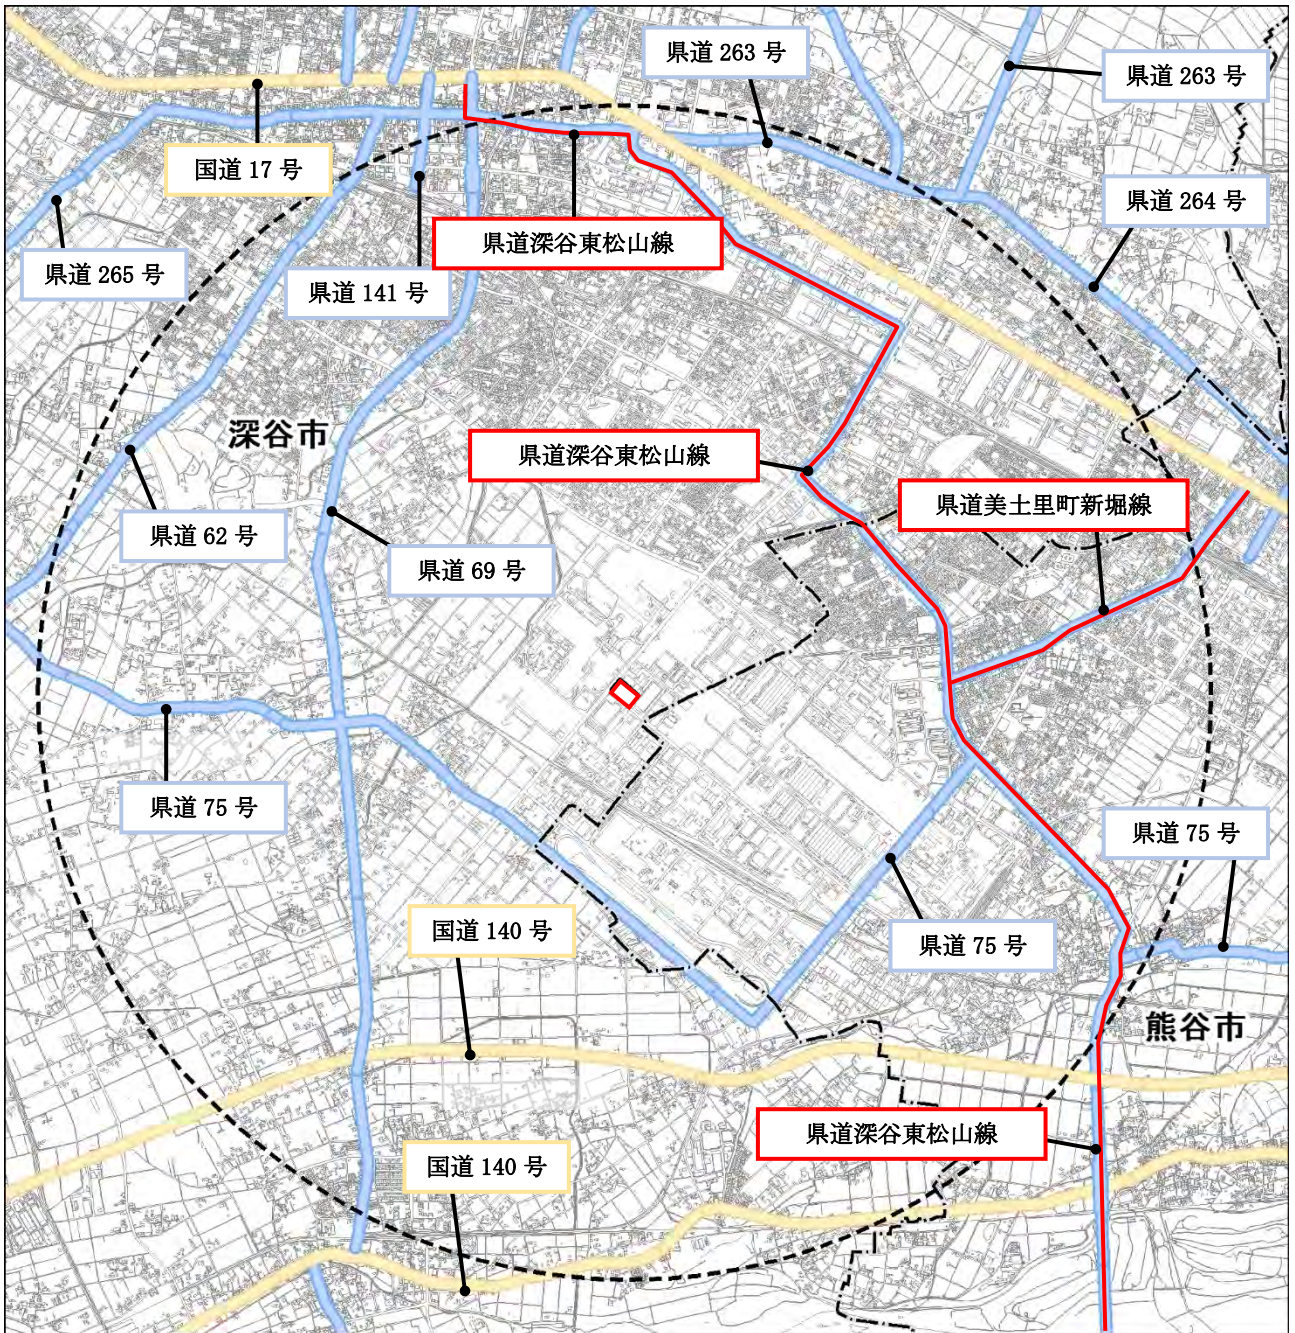 県道 263 号
県道 263 号
国道 17 号
県道 264 号
県道深谷東松山線
県道 265 号
県道 141 号
深谷市
県道深谷東松山線
県道美土里町新堀線
県道 62 号
県道 69 号
県道 75 号
県道 75 号
国道 140 号
県道 75 号
熊谷市
県道深谷東松山線
国道 140 号